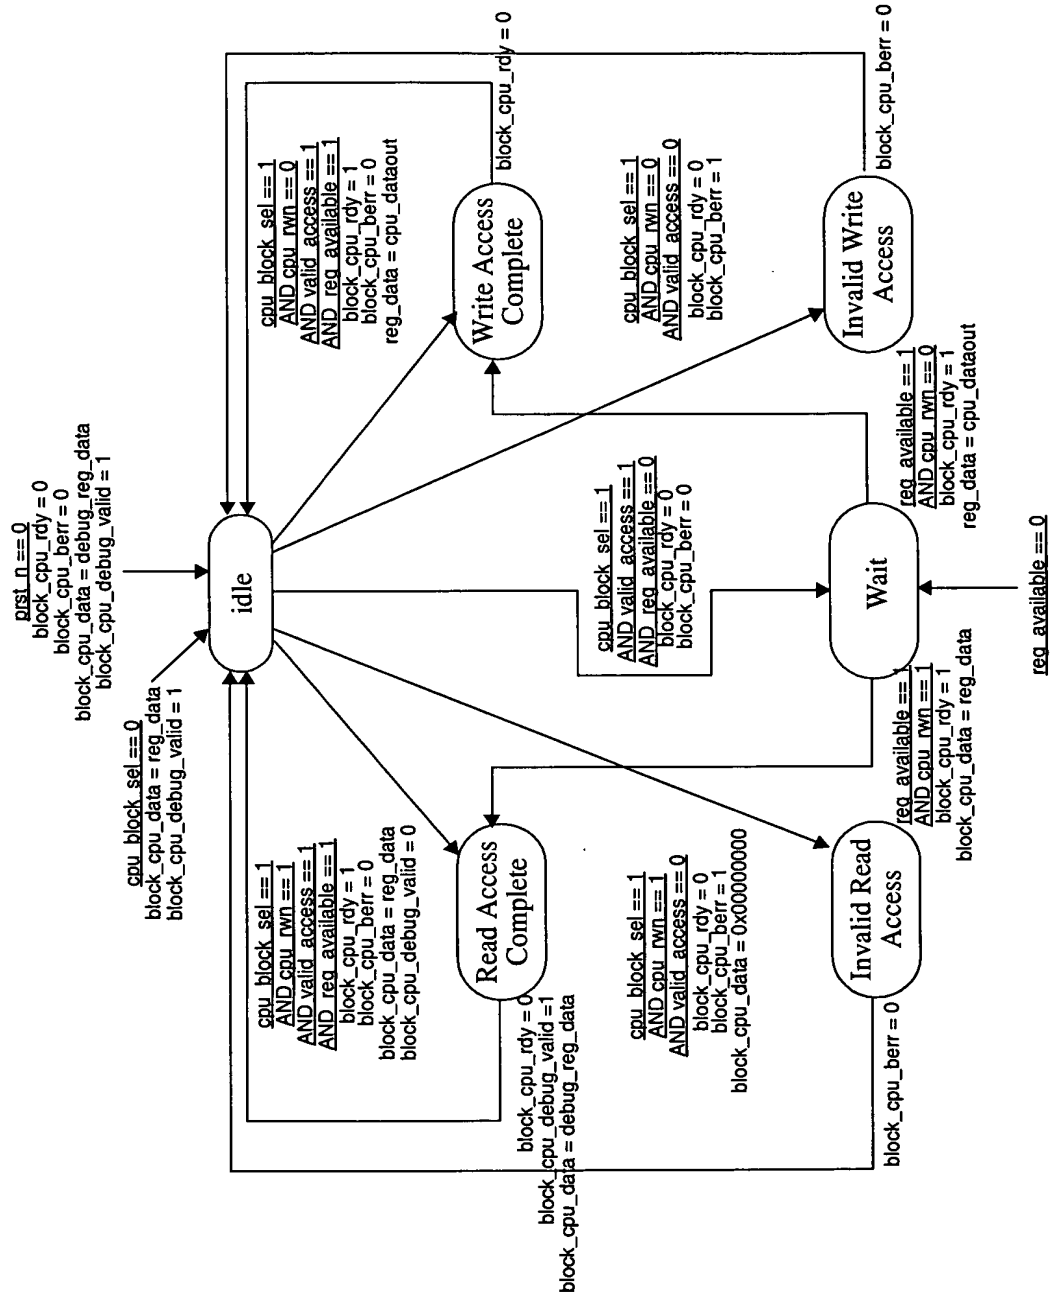 prst_n == 0
block_cpu_rdy = 0
block_cpu_berr = 0
block_cpu_data = debug_reg_data
block_cpu_debug_valid = 1
cpu_block_sel == 0
block_cpu_data = reg_data
block_cpu_debug_valid = 1
idle
cpu_block_sel == 1
AND cpu_rwn == 1
AND valid_access == 1
AND reg_available == 1
block_cpu_rdy = 1
block_cpu_berr = 0
block_cpu_data = reg_data
block_cpu_debug_valid = 0
cpu_block_sel == 1
AND cpu_rwn == 0
AND valid_access == 1
AND reg_available == 1
block_cpu_rdy = 1
block_cpu_berr = 0
reg_data = cpu_dataout
Read Access
Complete
Write Access
Complete
block_cpu_rdy = 0
block_cpu_debug_valid =1
block_cpu_data = debug_reg_data
block_cpu_rdy = 0
cpu_block_sel == 1
AND cpu_rwn == 1
AND valid_access == 0
block_cpu_rdy = 0
block_cpu_berr = 1
block_cpu_data = 0x00000000
cpu_block_sel == 1
AND valid_access == 1
AND reg_available == 0
block_cpu_rdy = 0
block_cpu_berr = 0
cpu_block_sel == 1
AND cpu_rwn == 0
AND valid_access == 0
block_cpu_rdy = 0
block_cpu_berr = 1
Invalid Read
Access
Wait
Invalid Write
Access
block_cpu_berr = 0
reg_available == 1
AND cpu_rwn == 1
block_cpu_rdy = 1
block_cpu_data = reg_data
reg_available == 1
AND cpu_rwn == 0
block_cpu_rdy = 1
reg_data = cpu_dataout
block_cpu_berr = 0
reg_available == 0